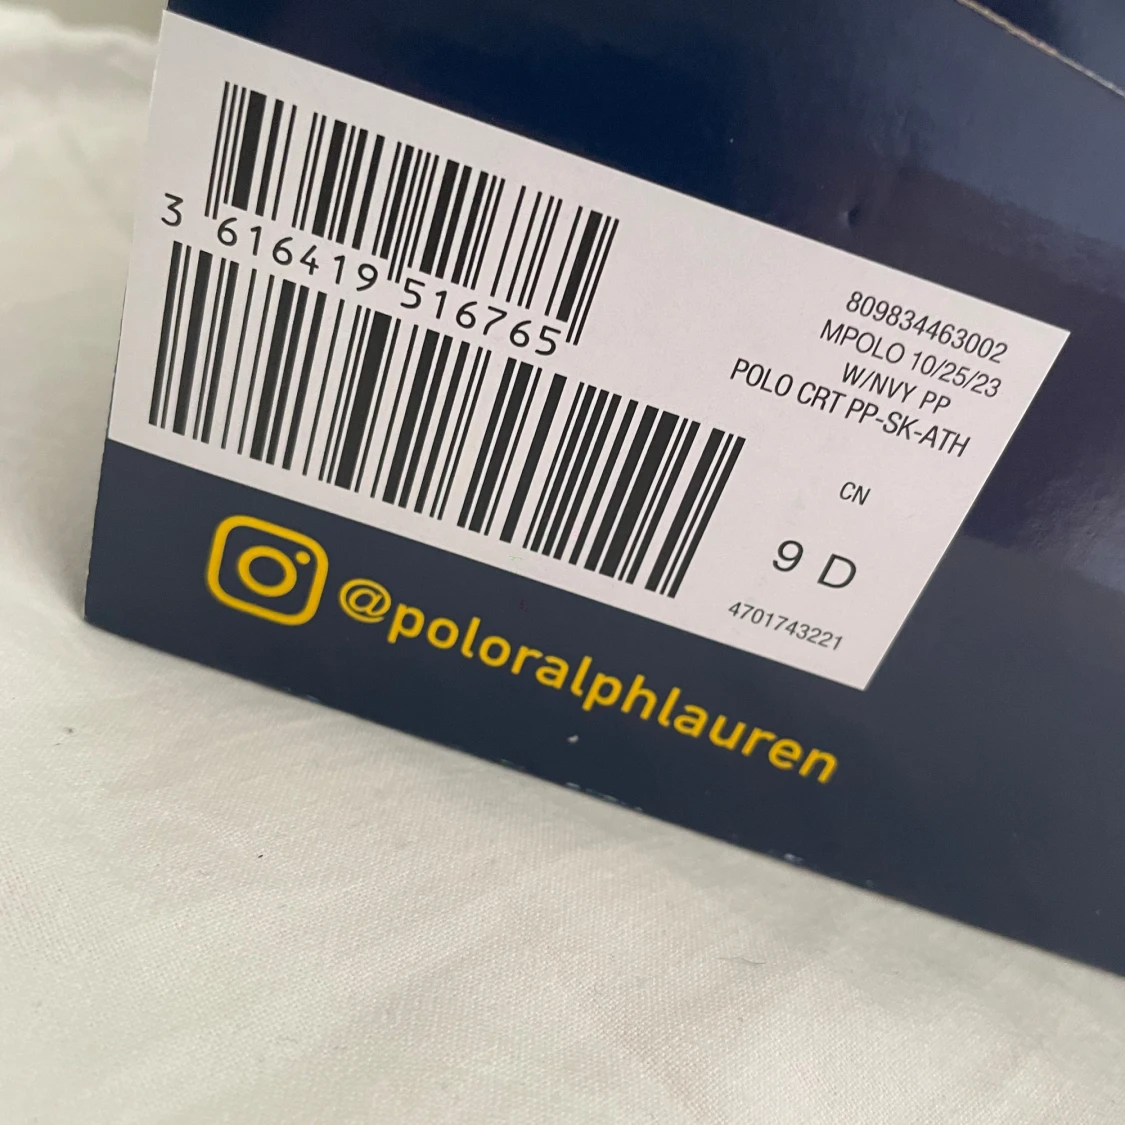 3 616419 516765
809834463002
MPOLO 10/25/23
W/NVY PP
POLO CRT PP-SK-ATH
CN
9 D
4701743221
@poloralphlauren